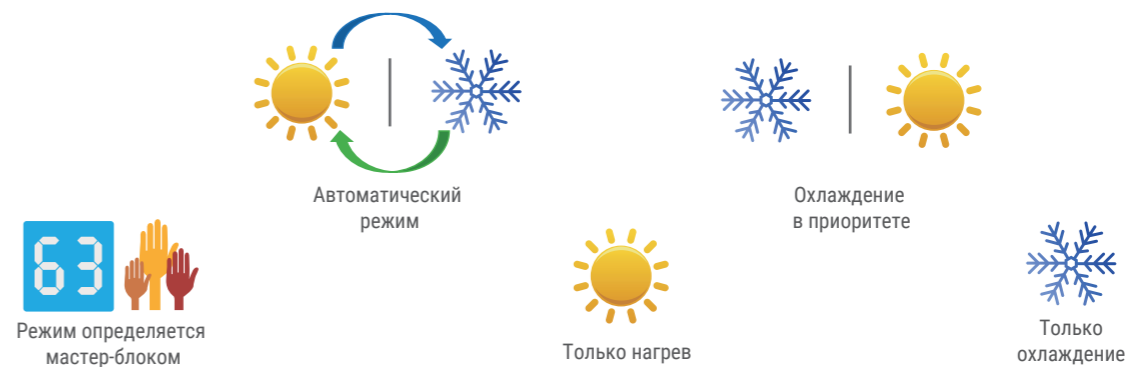 Автоматический
режим
Охлаждение
в приоритете
63
Режим определяется
мастер-блоком
Только нагрев
Только
охлаждение